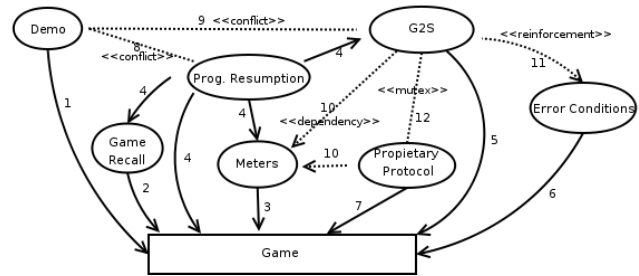 9 <<conflict>>
Demo
G2S
8
<<conflict>>
<<reinforcement>>
4
11
Prog. Resumption
4
<<mutex>>
1
10
4
<<dependency>>
12
Error Conditions
Game
Recall
4
10
5
Meters
Propietary
Protocol
2
3
7
6
Game